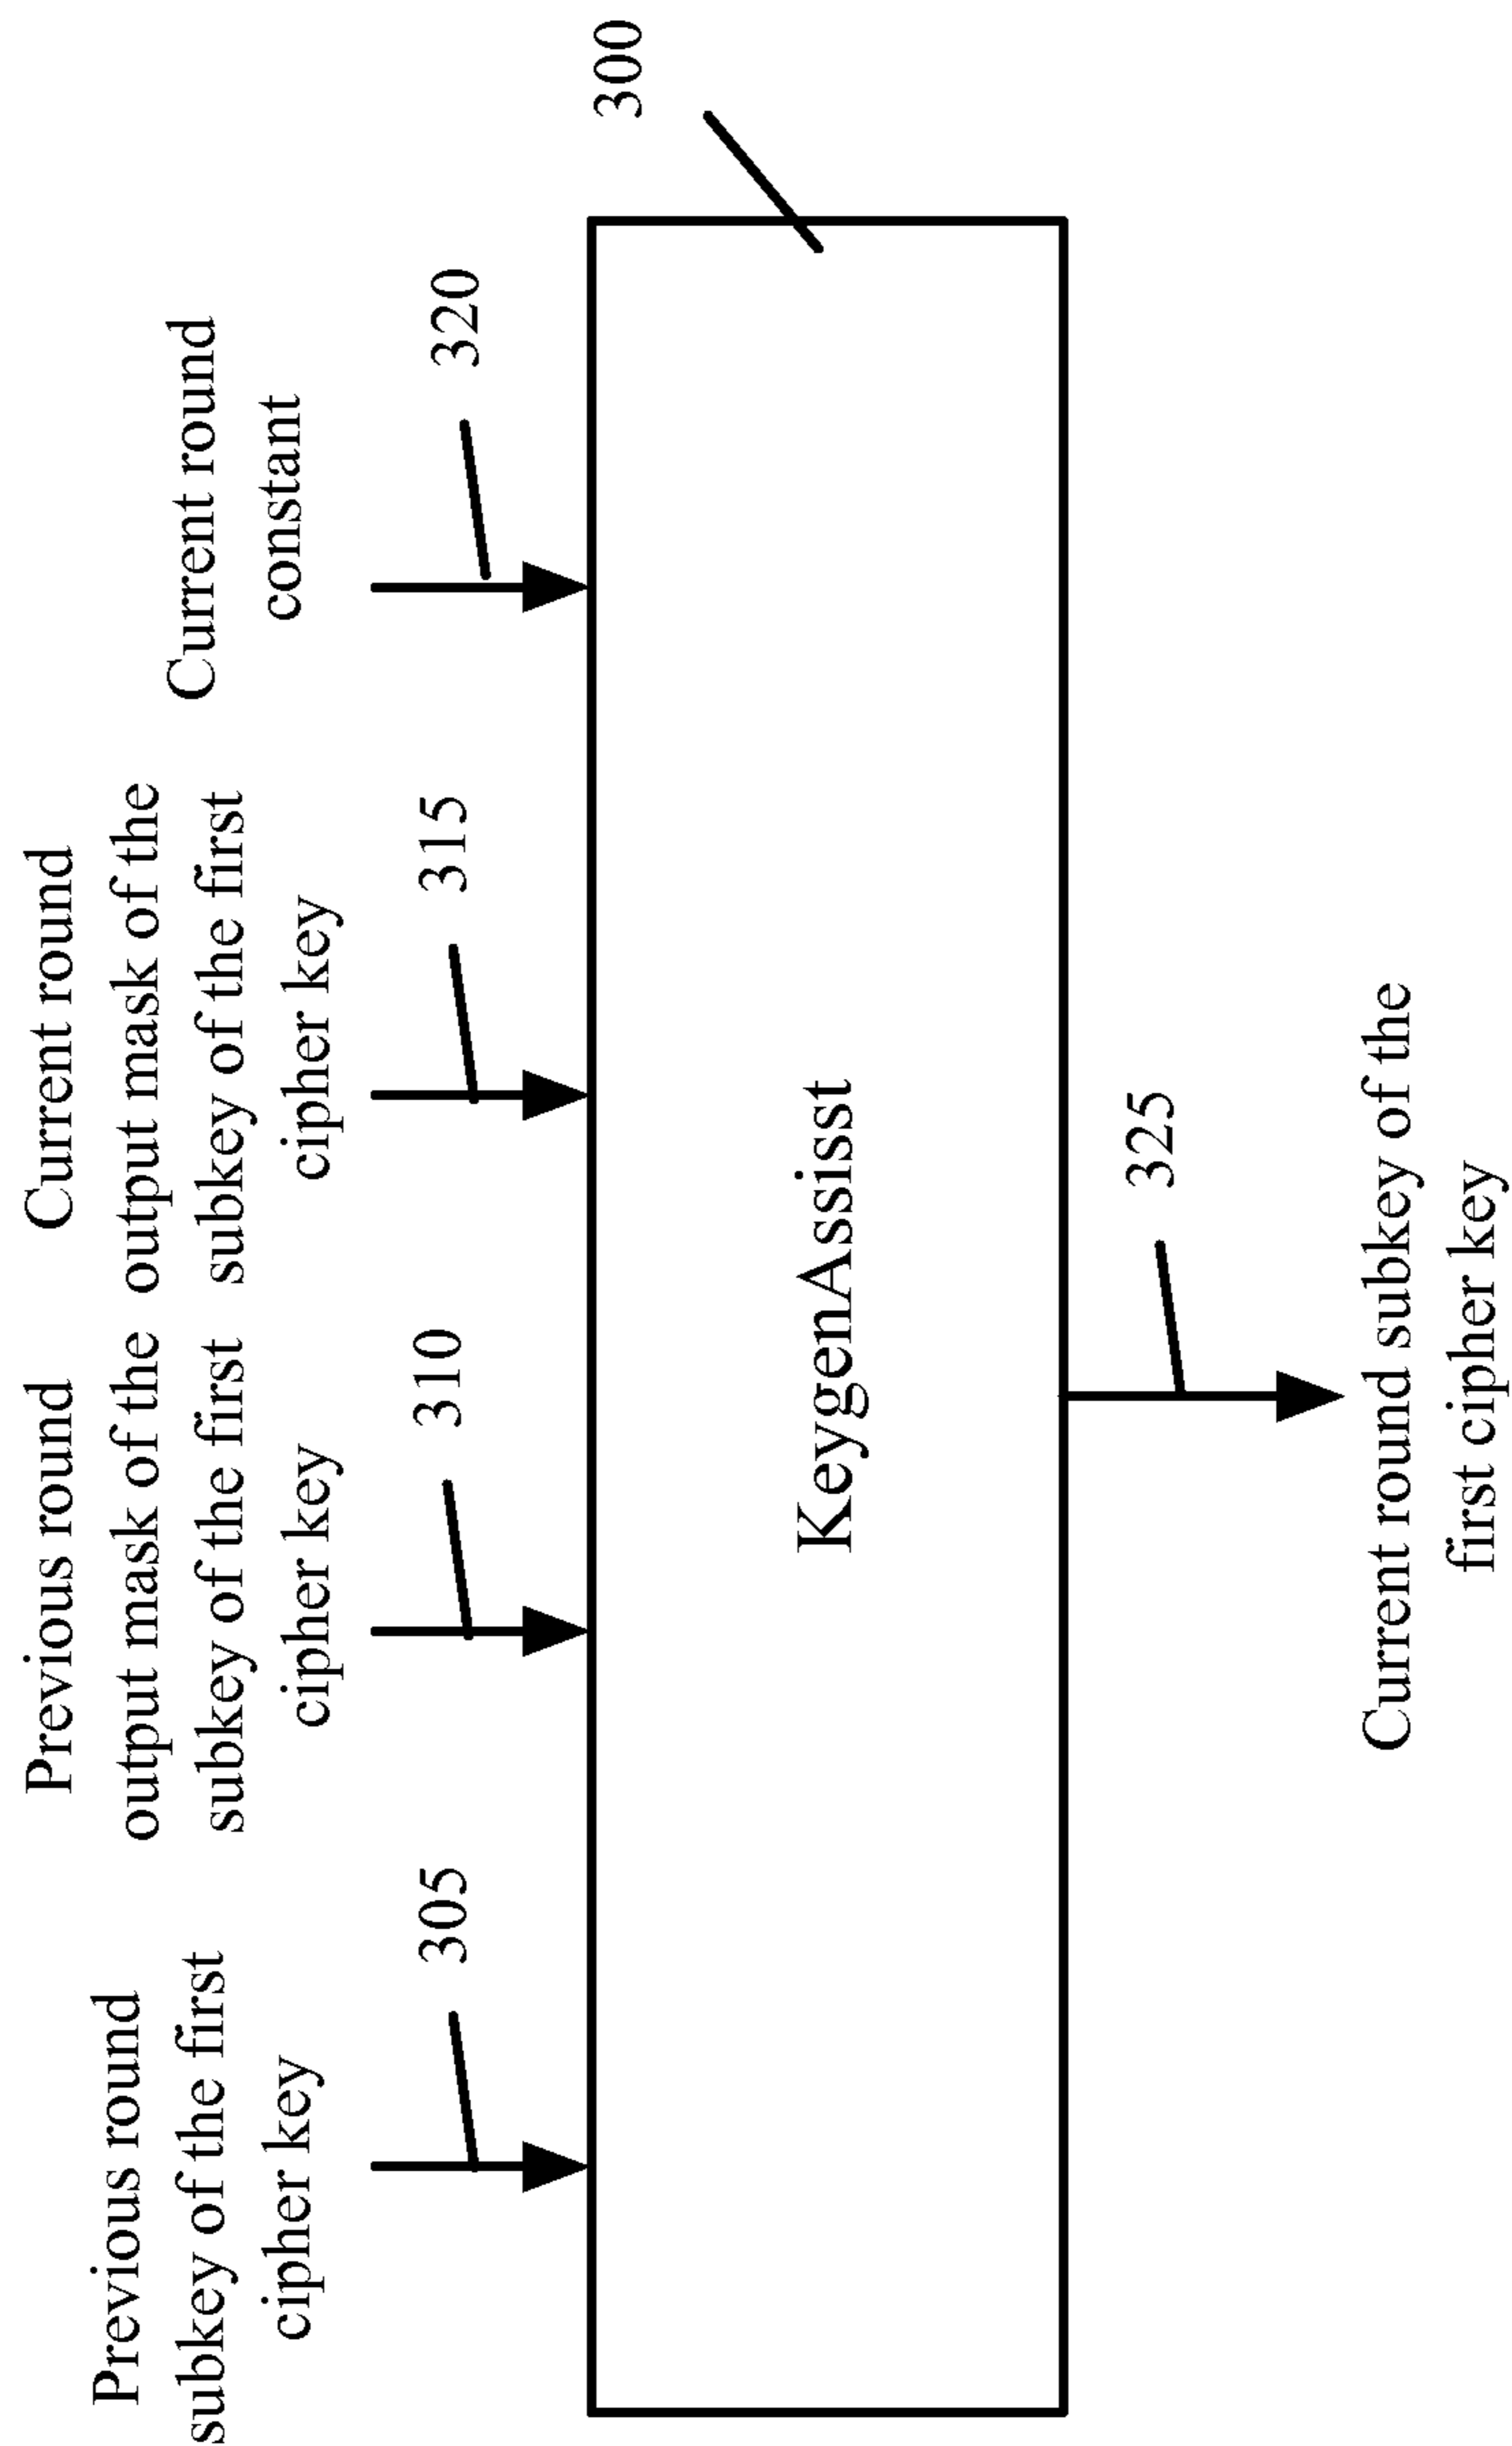 Previous round
subkey of the first
cipher key
305
Previous round
output mask of the
subkey of the first
cipher key
310
Current round
output mask of the
subkey of the first
cipher key
315
Current round
constant
320
300
KeygenAssisst
325
Current round subkey of the
first cipher key